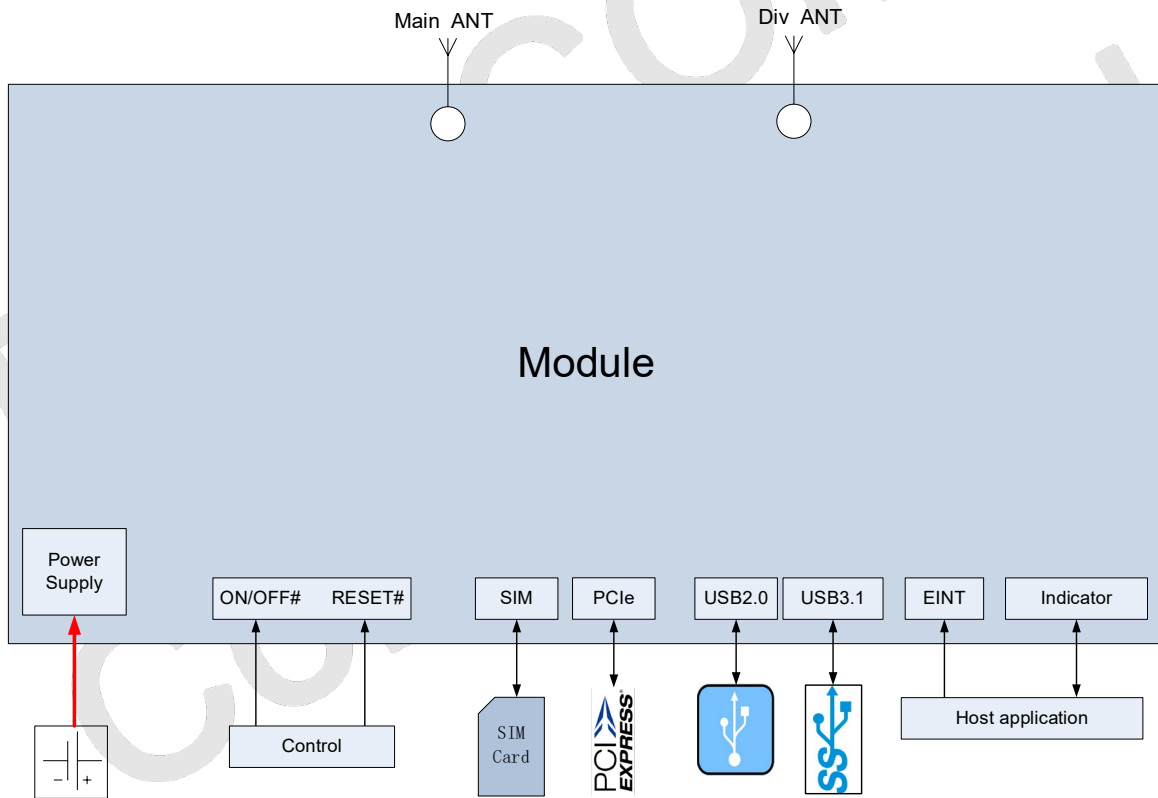 Main ANT
Div ANT
Module
Power
Supply
ON/OFF# RESET#
SIM
PCIe
USB2.0
USB3.1
EINT
Indicator
SIM
Card
PCI
EXPRESS®
SS
Control
Host application
− +